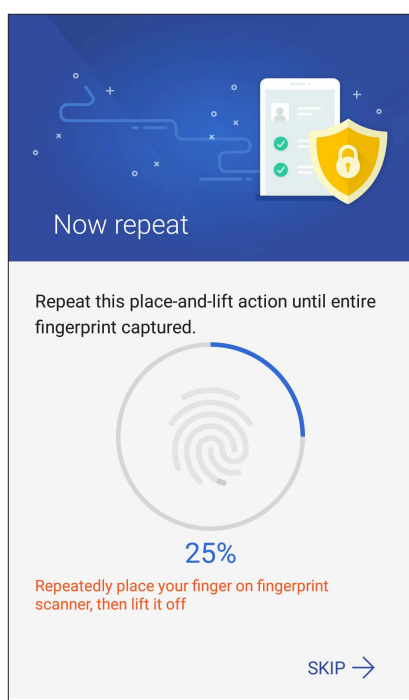 Now repeat
Repeat this place-and-lift action until entire
fingerprint captured.
25%
Repeatedly place your finger on fingerprint
scanner, then lift it off
SKIP